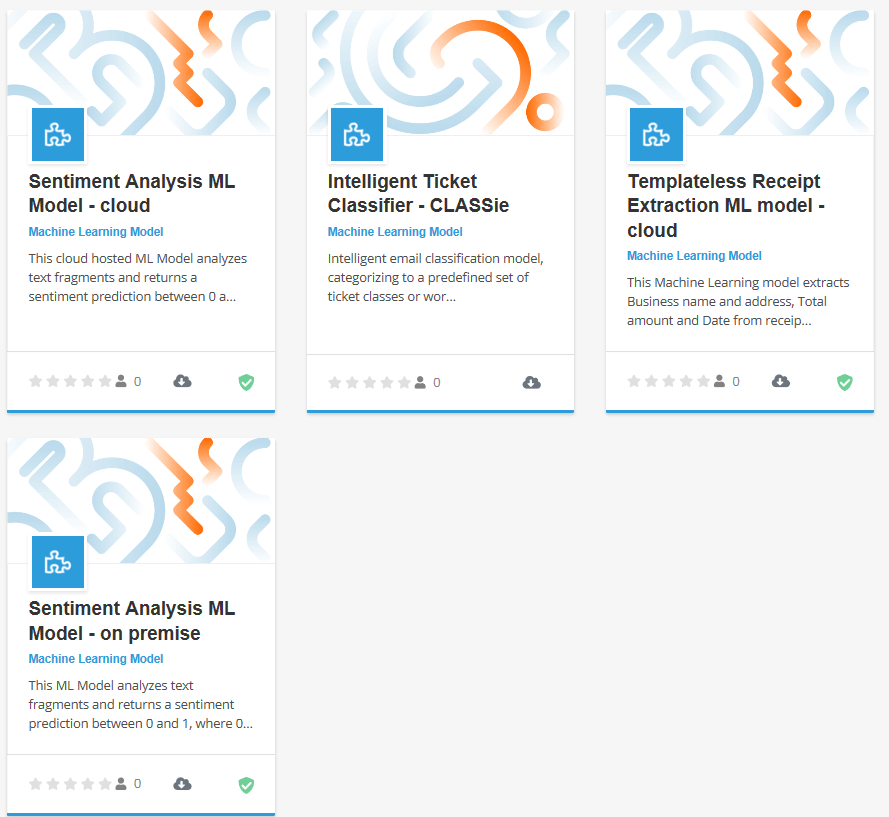 Sentiment Analysis ML
Model - cloud
Machine Learning Model
This cloud hosted ML Model analyzes
text fragments and returns a
sentiment prediction between 0 a...
0
Intelligent Ticket
Classifier - CLASSie
Machine Learning Model
Intelligent email classification model,
categorizing to a predefined set of
ticket classes or wor...
0
Templateless Receipt
Extraction ML model -
cloud
Machine Learning Model
This Machine Learning model extracts
Business name and address, Total
amount and Date from receip...
0
Sentiment Analysis ML
Model - on premise
Machine Learning Model
This ML Model analyzes text
fragments and returns a sentiment
prediction between 0 and 1, where 0...
0